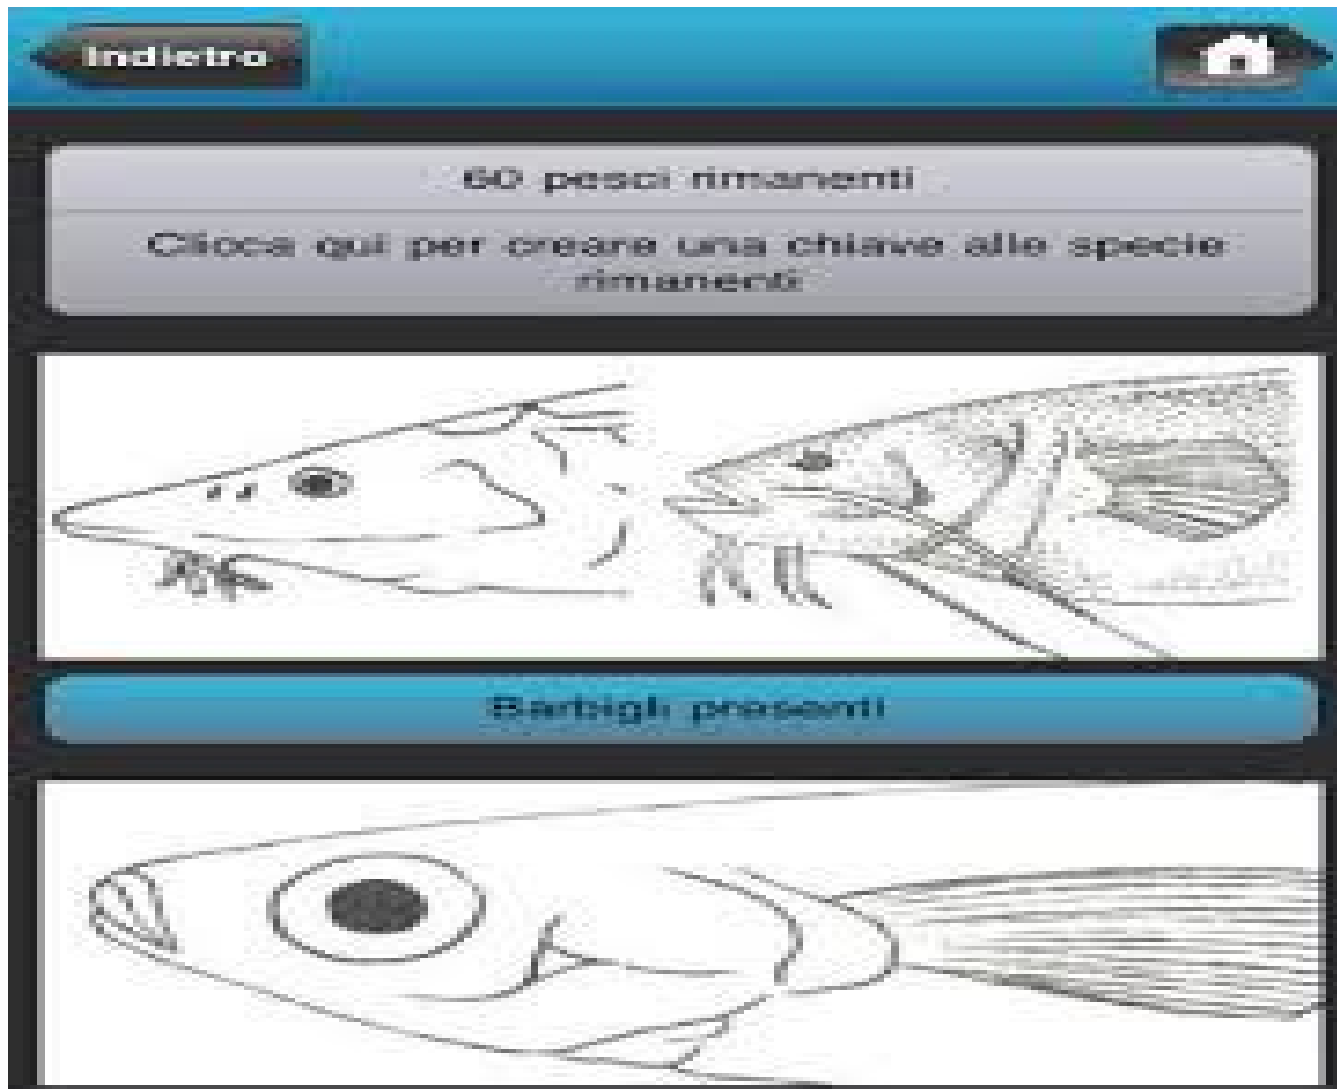 Indietro
60 pesci rimanenti
Clicca qui per creare una chiave alle specie
rimanenti
Barbigli presenti